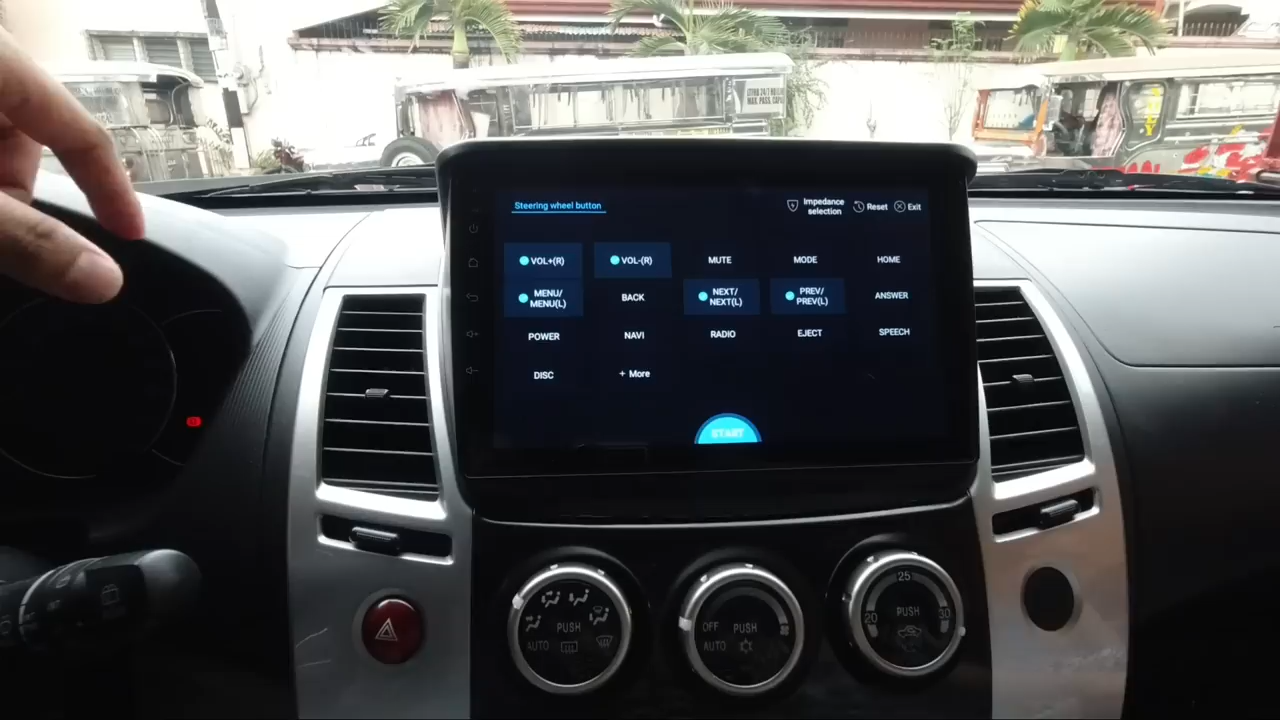 Steering wheel button
Impedance
selection
Reset
Exit
VOL+(R)
VOL-(R)
MUTE
MODE
HOME
MENU/
MENU(L)
BACK
NEXT/
NEXT(L)
PREV/
PREV(L)
ANSWER
POWER
NAVI
RADIO
EJECT
SPEECH
DISC
+ More
START
PUSH
AUTO
OFF PUSH
AUTO
25
PUSH
20
30